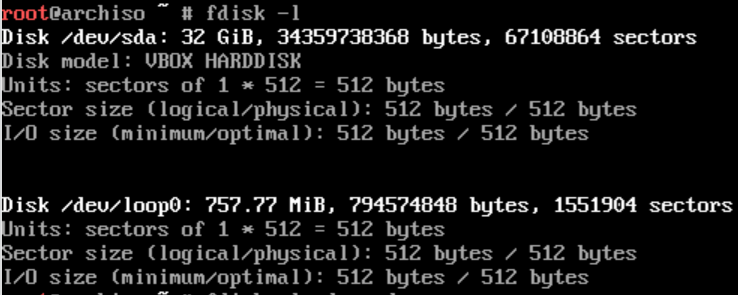 root@archiso ~ # fdisk -l
Disk /dev/sda: 32 GiB, 34359738368 bytes, 67108864 sectors
Disk model: VBOX HARDDISK
Units: sectors of 1 * 512 = 512 bytes
Sector size (logical/physical): 512 bytes / 512 bytes
I/O size (minimum/optimal): 512 bytes / 512 bytes
Disk /dev/loop0: 757.77 MiB, 794574848 bytes, 1551904 sectors
Units: sectors of 1 * 512 = 512 bytes
Sector size (logical/physical): 512 bytes / 512 bytes
I/O size (minimum/optimal): 512 bytes / 512 bytes